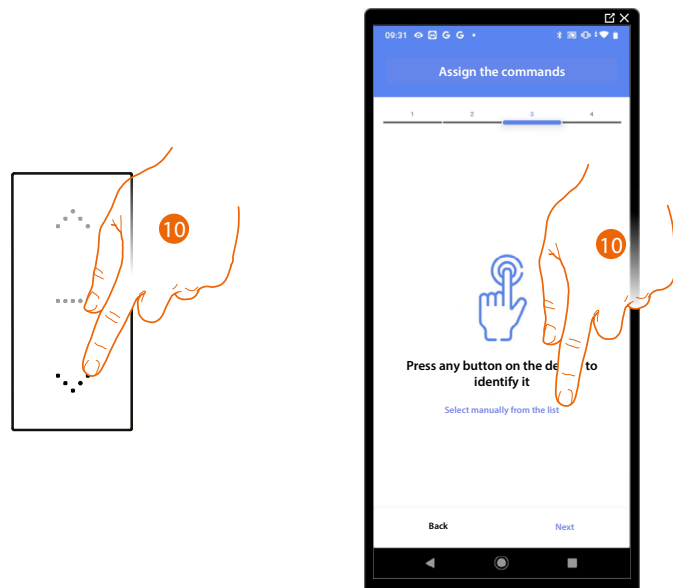 09:31 G G
Assign the commands
1 2 3 4
10
10
Press any button on the de to
identify it
Select manually from the list
Back Next